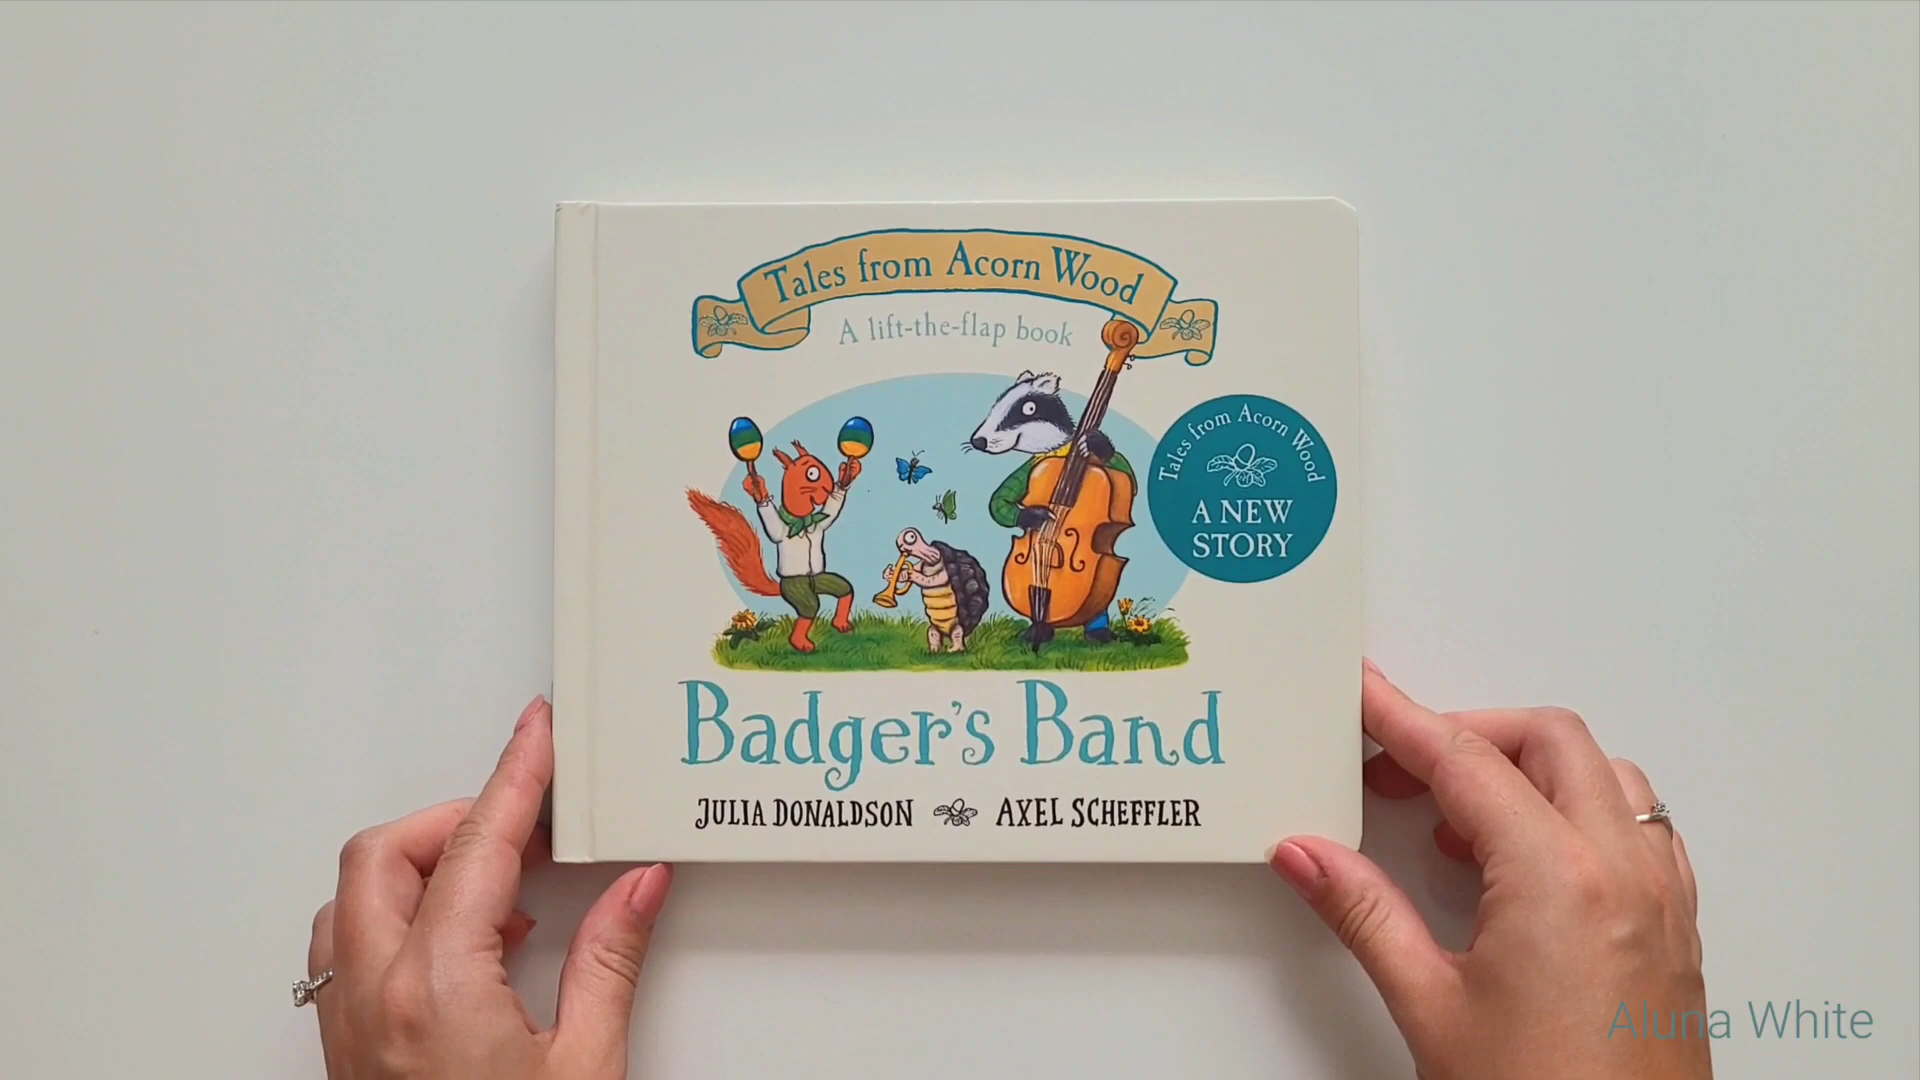 Tales from Acorn Wood
A lift-the-flap book
Tales from Acorn Wood
A NEW
STORY
Badger's Band
JULIA DONALDSON AXEL SCHEFFLER
Aluna White